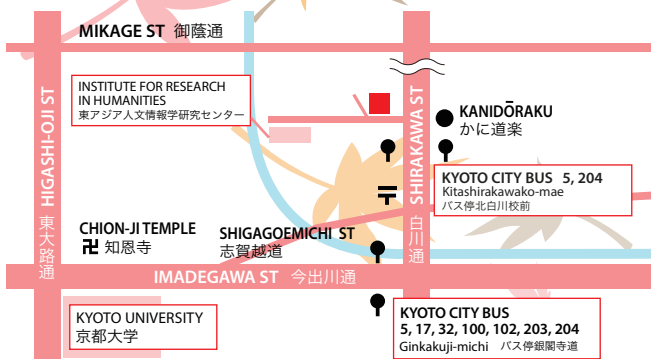 MIKAGE ST 御蔭通
HIGASHI-OJI ST 東大路通
INSTITUTE FOR RESEARCH
IN HUMANITIES
東アジア人文情報学研究センター
SHIRAKAWA ST 白川通
KANIDŌRAKU
かに道楽
KYOTO CITY BUS 5, 204
Kitashirakawako-mae
バス停北白川校前
CHION-JI TEMPLE
卍 知恩寺
SHIGAGOEMICHI ST
志賀越道
IMADEGAWA ST 今出川通
KYOTO UNIVERSITY
京都大学
KYOTO CITY BUS
5, 17, 32, 100, 102, 203, 204
Ginkakuji-michi バス停銀閣寺道